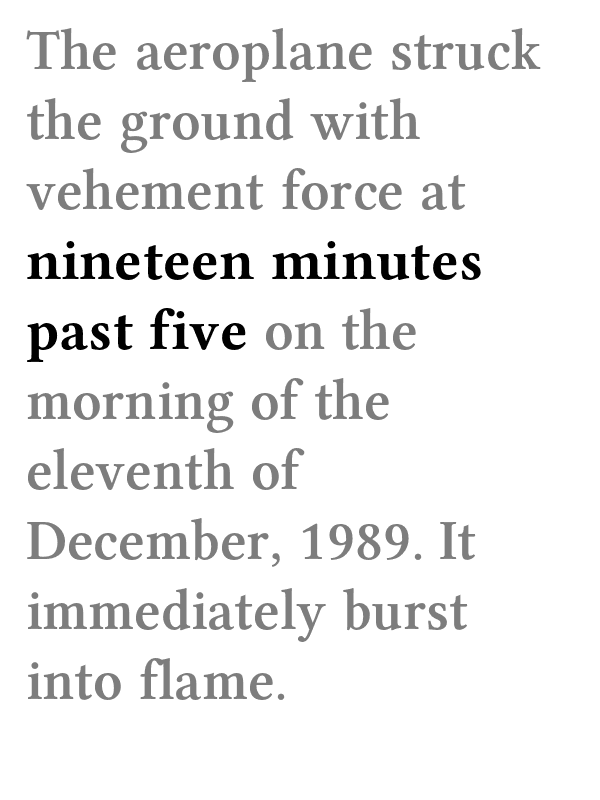 The aeroplane struck
the ground with
vehement force at
nineteen minutes
past five on the
morning of the
eleventh of
December, 1989. It
immediately burst
into flame.